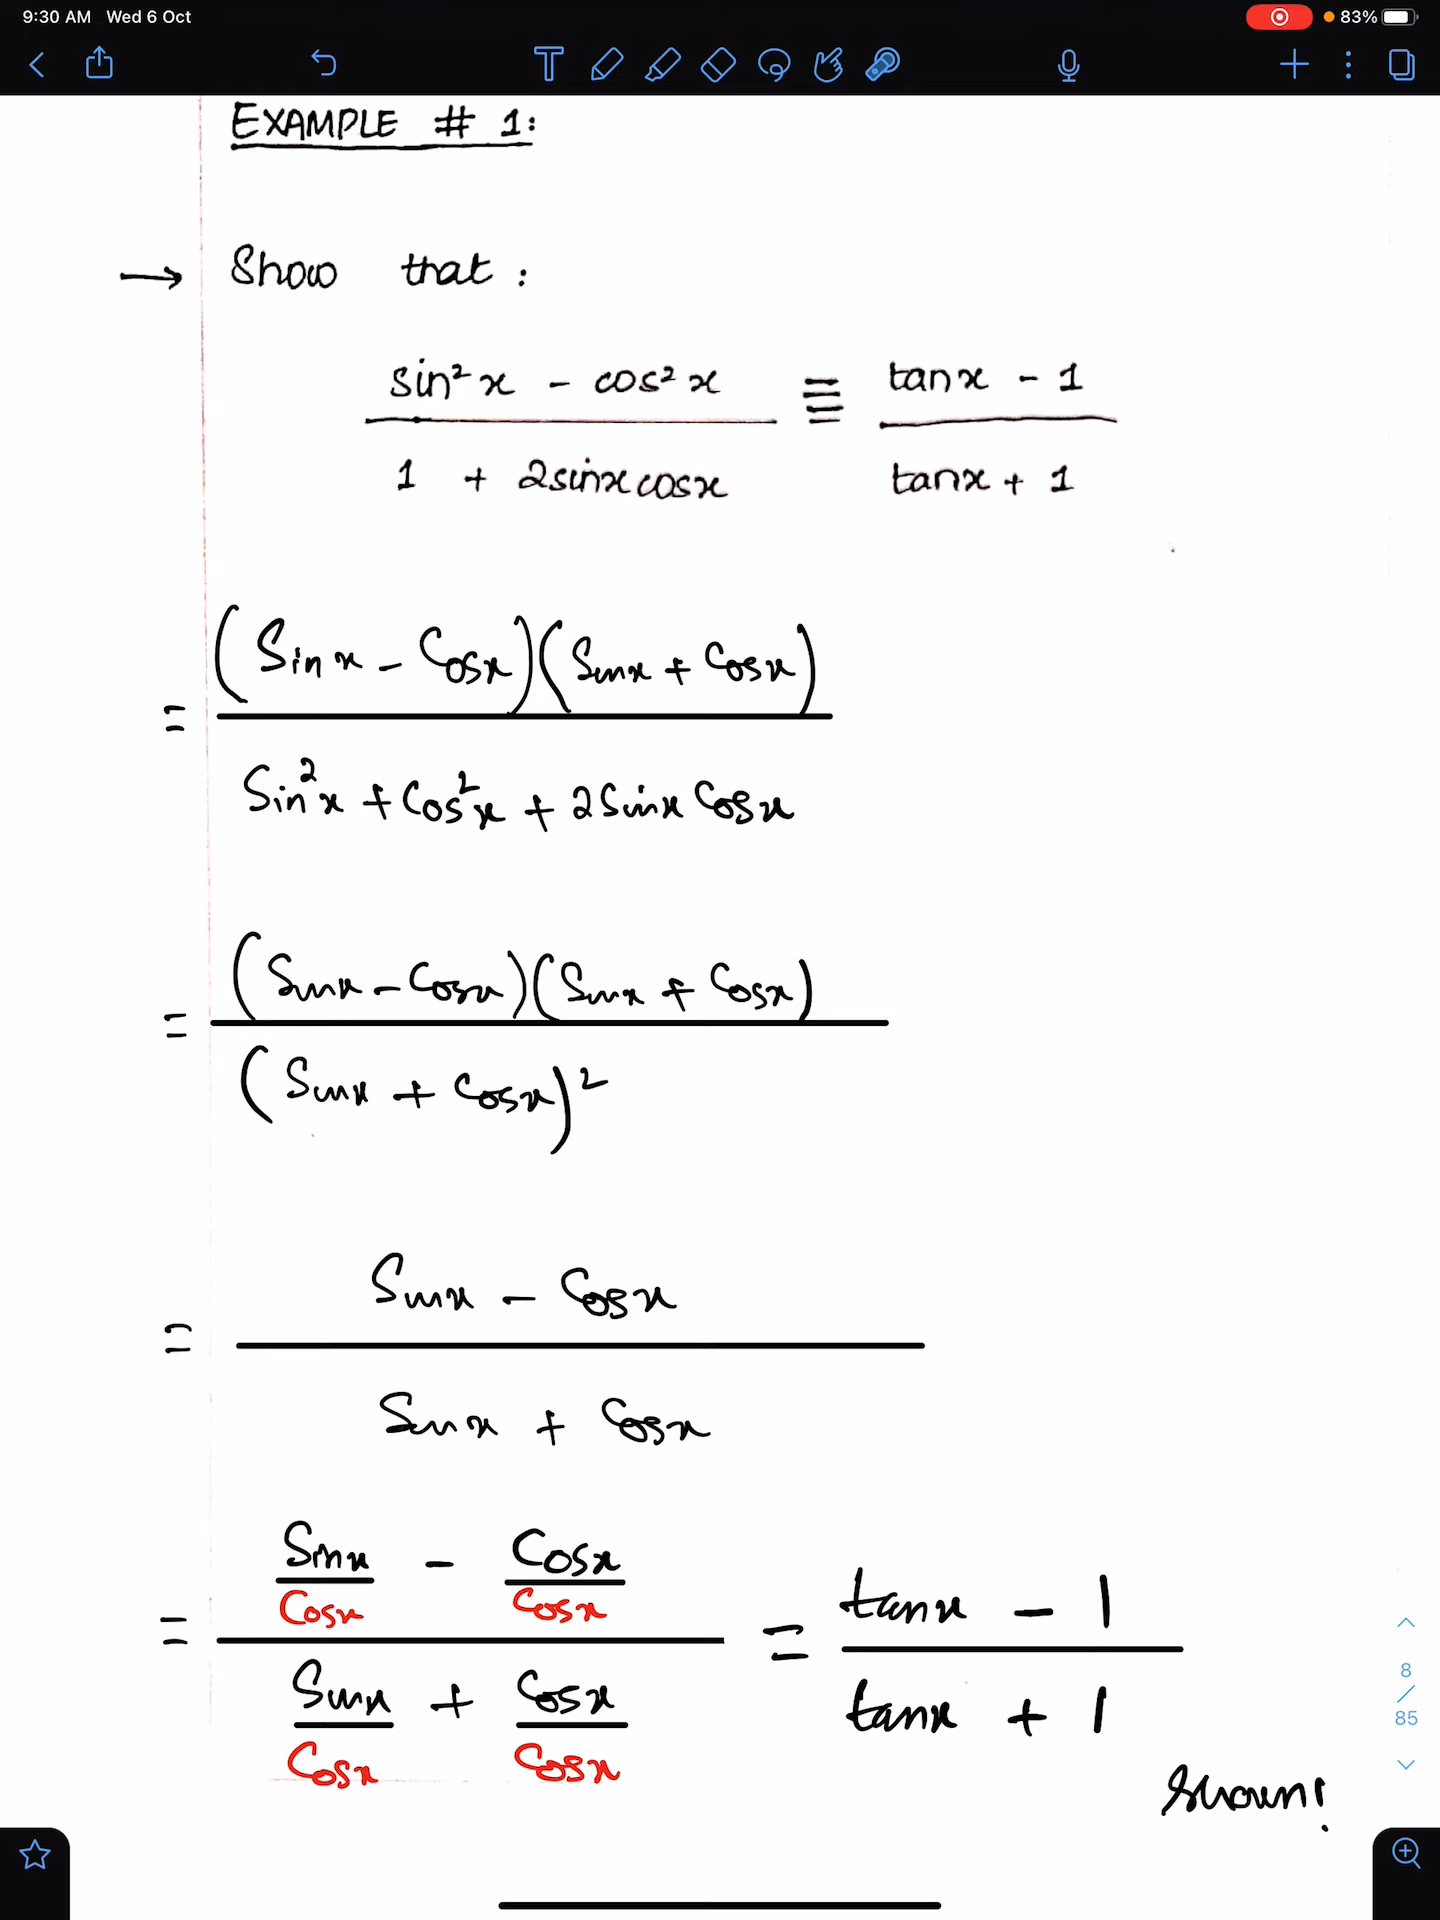 9:30 AM Wed 6 Oct 83%
EXAMPLE # 1:
→ Show that:
sin²x - cos²x / 1 + 2sinxcosx ≡ tanx - 1 / tanx + 1
= (Sinx - Cosx)(Sinx + Cosx) / Sin²x + Cos²x + 2SinxCosx
= (Sinx - Cosx)(Sinx + Cosx) / (Sinx + Cosx)²
= Sinx - Cosx / Sinx + Cosx
= Sinx/Cosx - Cosx/Cosx / Sinx/Cosx + Cosx/Cosx = tanx - 1 / tanx + 1
8 / 85
Shown!